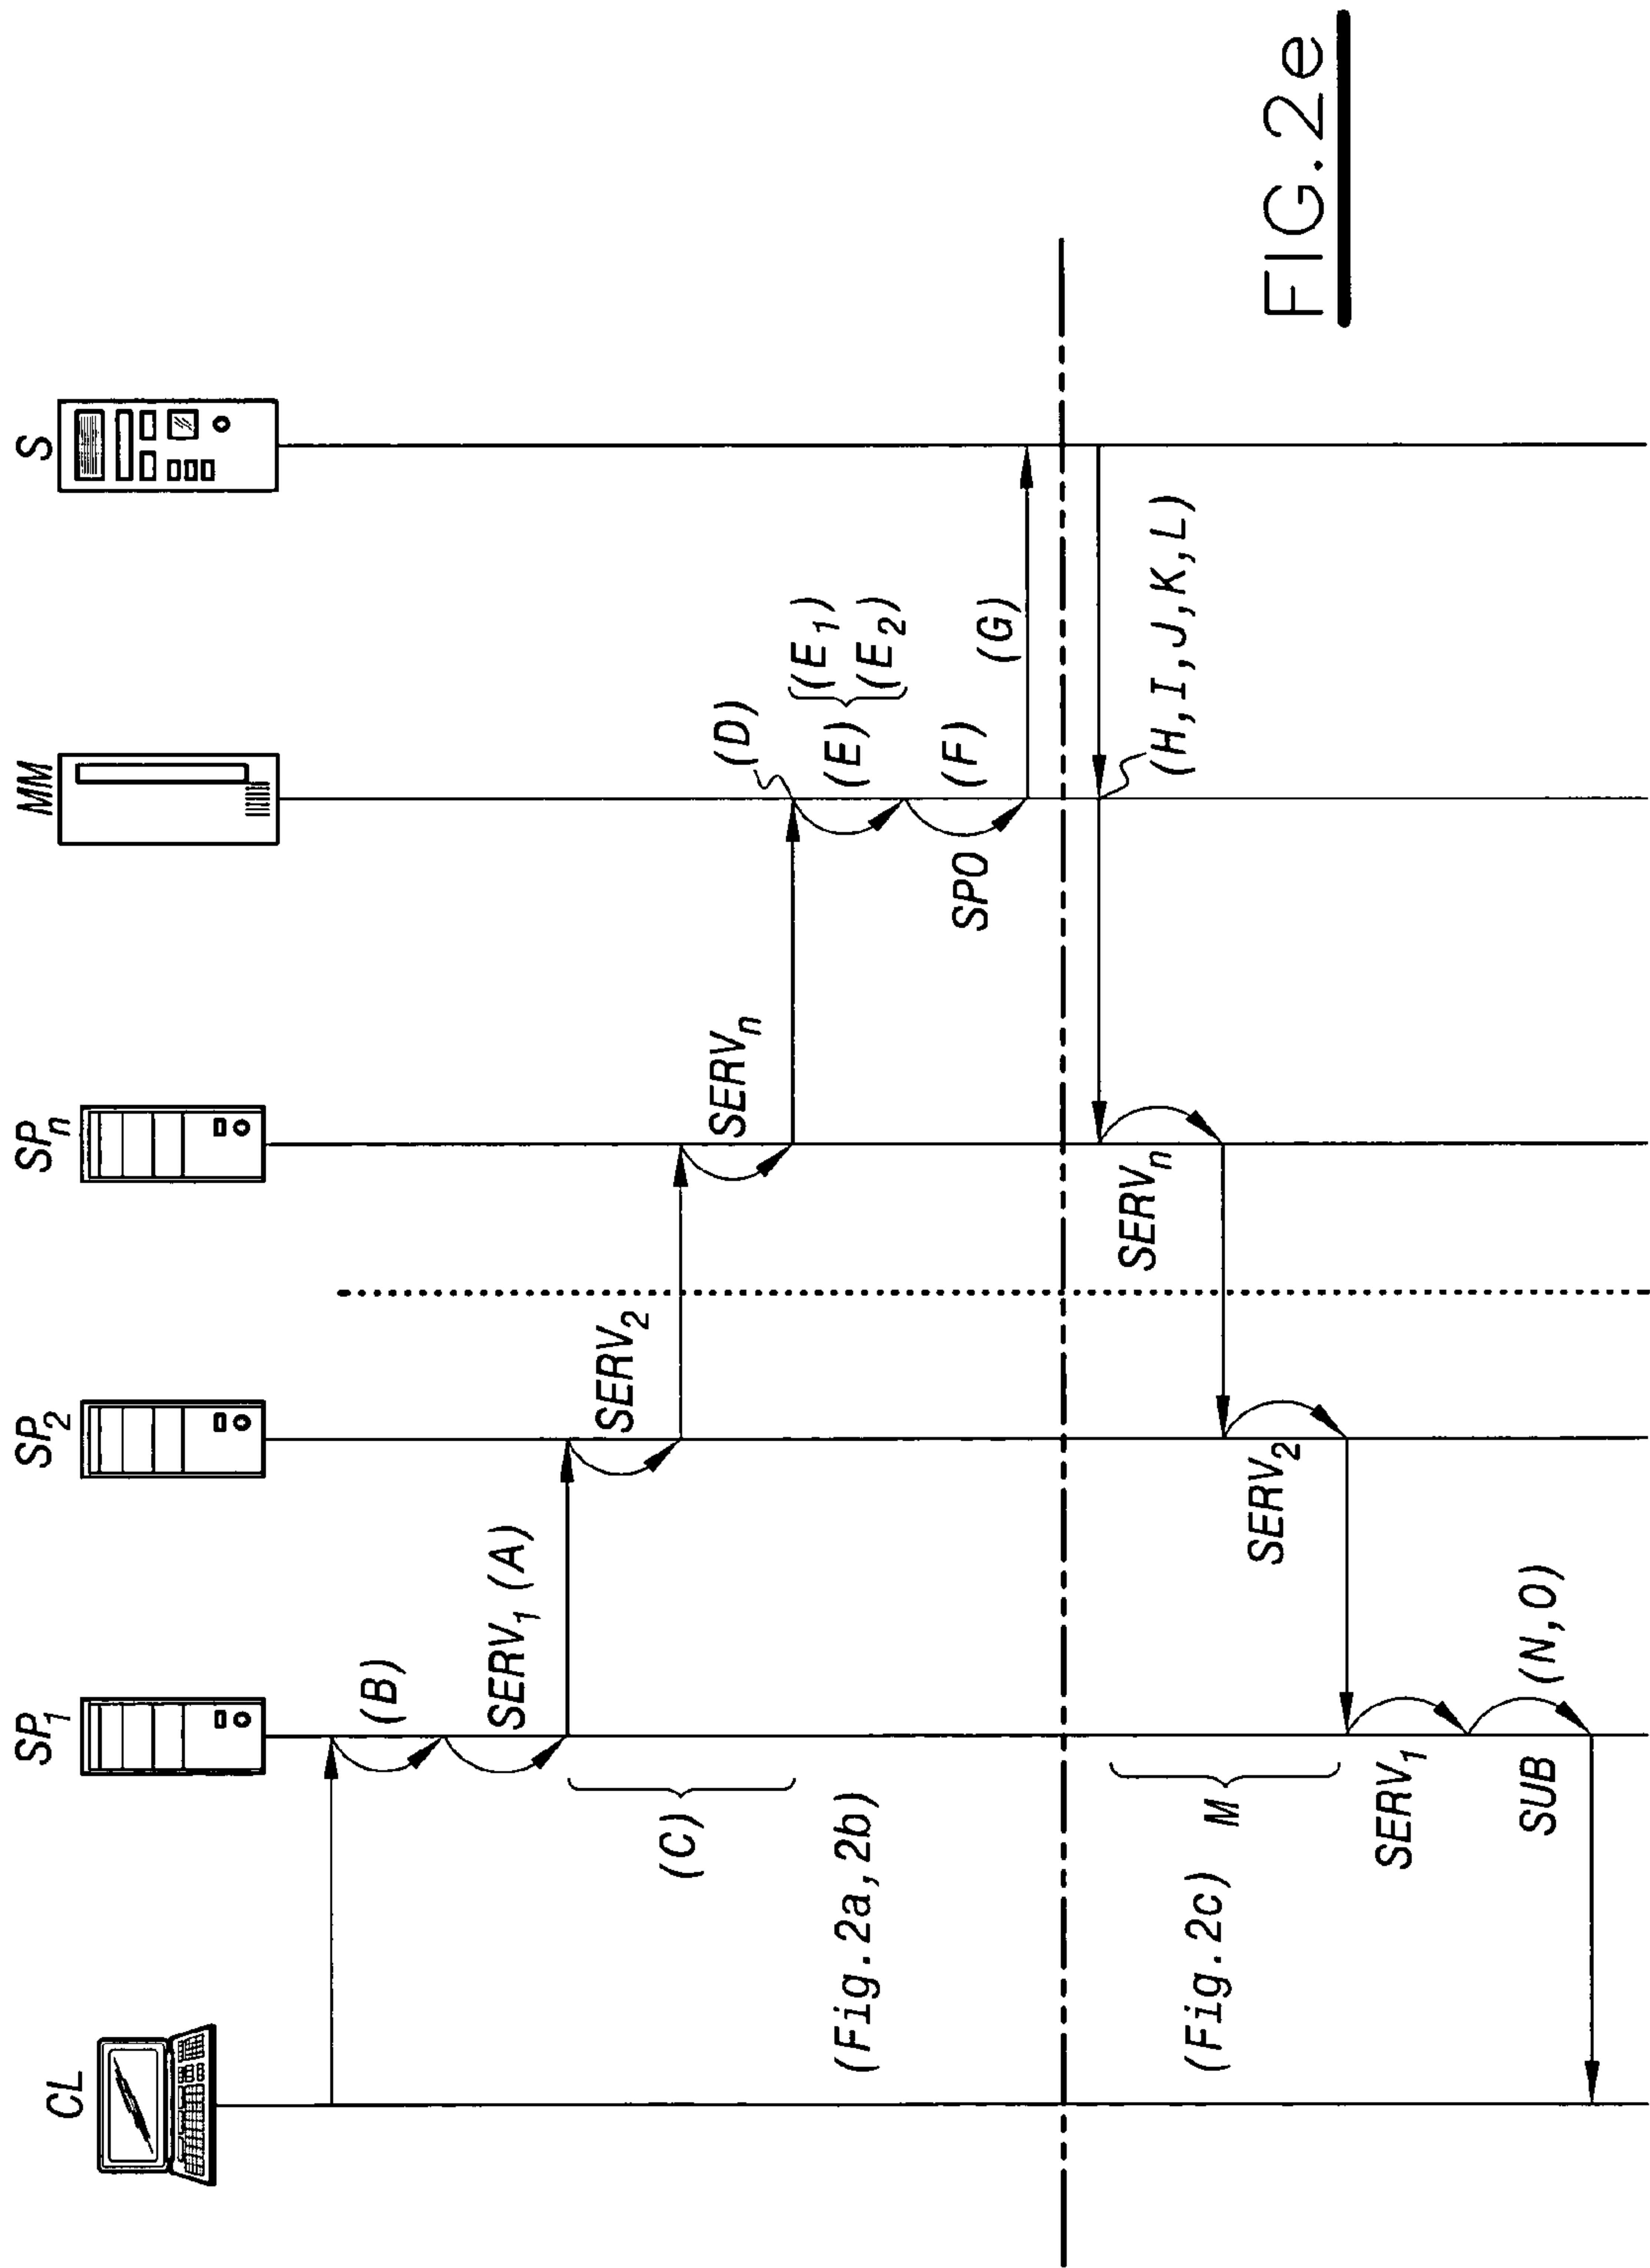 CL
SP1
SP2
SPn
MM
S
(B)
SERV1 (A)
(C)
SERV2
SERVn
(D)
(E)
(E1)
(E2)
(F)
SPO
(G)
(Fig.2a,2b)
(H,I,J,K,L)
(Fig.2c)
M
SERVn
SERV2
SERV1
SUB
(N,O)
FIG.2e